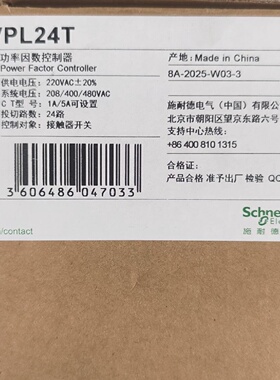 VPL24T
功率因数控制器
Power Factor Controller
供电电压: 220VAC±20%
系统电压: 208/400/480VAC
C T型号: 1A/5A可设置
投切路数: 24路
控制对象: 接触器开关
3 606486 047033
产地: Made in China
8A-2025-W03-3
施耐德电气（中国）有限公
北京市朝阳区望京东路六号
支持中心热线:
+86 400 810 1315
合格证:
产品合格 准予出厂 检验 QC
Schne
Ele
施耐德
/contact
om/contact